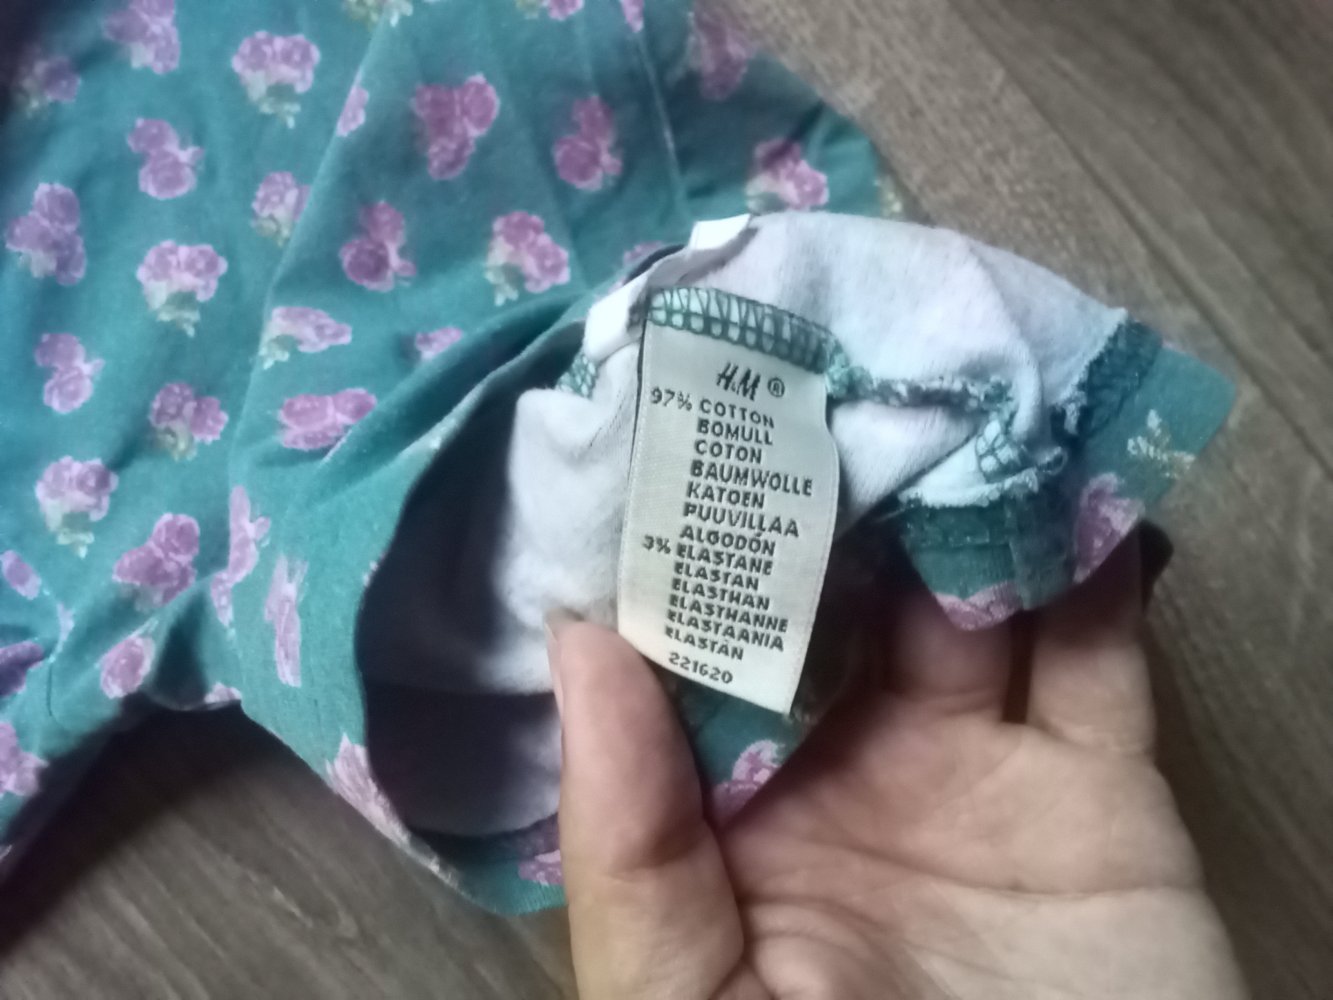 H&M ®
97% COTTON
BOMULL
COTON
BAUMWOLLE
KATOEN
PUUVILLAA
ALGODÓN
3% ELASTANE
ELASTAN
ELASTHAN
ELASTHANNE
ELASTAANIA
ELASTÁN
221620